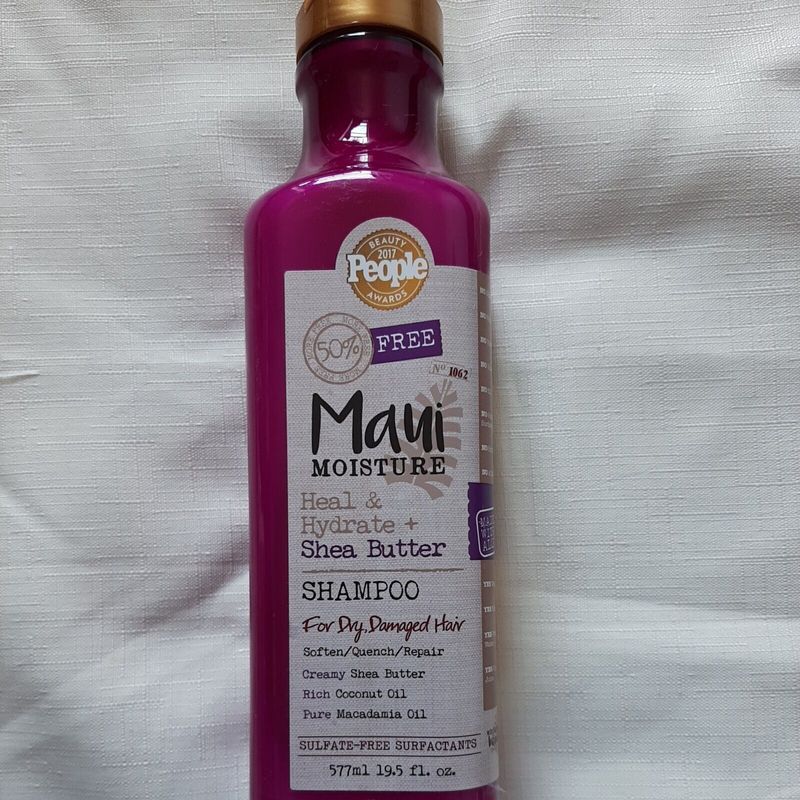 BEAUTY
2017
People
AWARDS
50%
FREE
Nº 1062
Maui
MOISTURE
Heal &
Hydrate +
Shea Butter
SHAMPOO
For Dry, Damaged Hair
Soften/Quench/Repair
Creamy Shea Butter
Rich Coconut Oil
Pure Macadamia Oil
SULFATE-FREE SURFACTANTS
577ml 19.5 fl. oz.